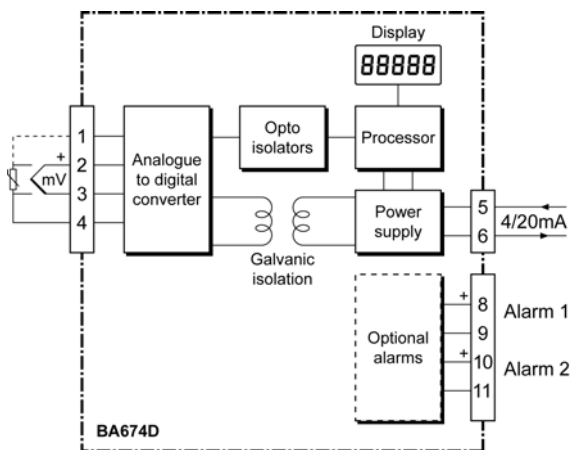 Display
88888
Opto
isolators
Processor
Analogue
to digital
converter
1
+
2
mV
3
4
Power
supply
5
4/20mA
6
Galvanic
isolation
Optional
alarms
+
8
Alarm 1
9
+
10
Alarm 2
11
BA674D